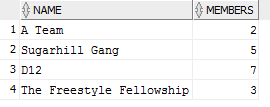 NAME MEMBERS
1 A Team 2
2 Sugarhill Gang 5
3 D12 7
4 The Freestyle Fellowship 3